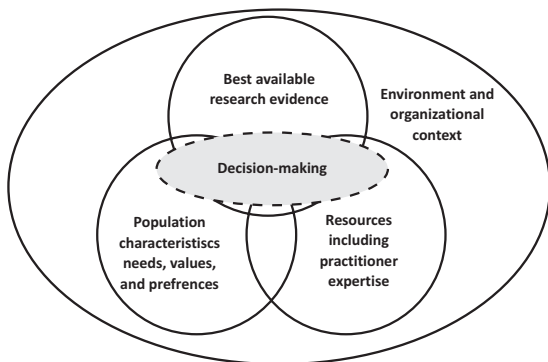 Best available
research evidence
Environment and
organizational
context
Decision-making
Population
characteristiscs
needs, values,
and prefrences
Resources
including
practitioner
expertise